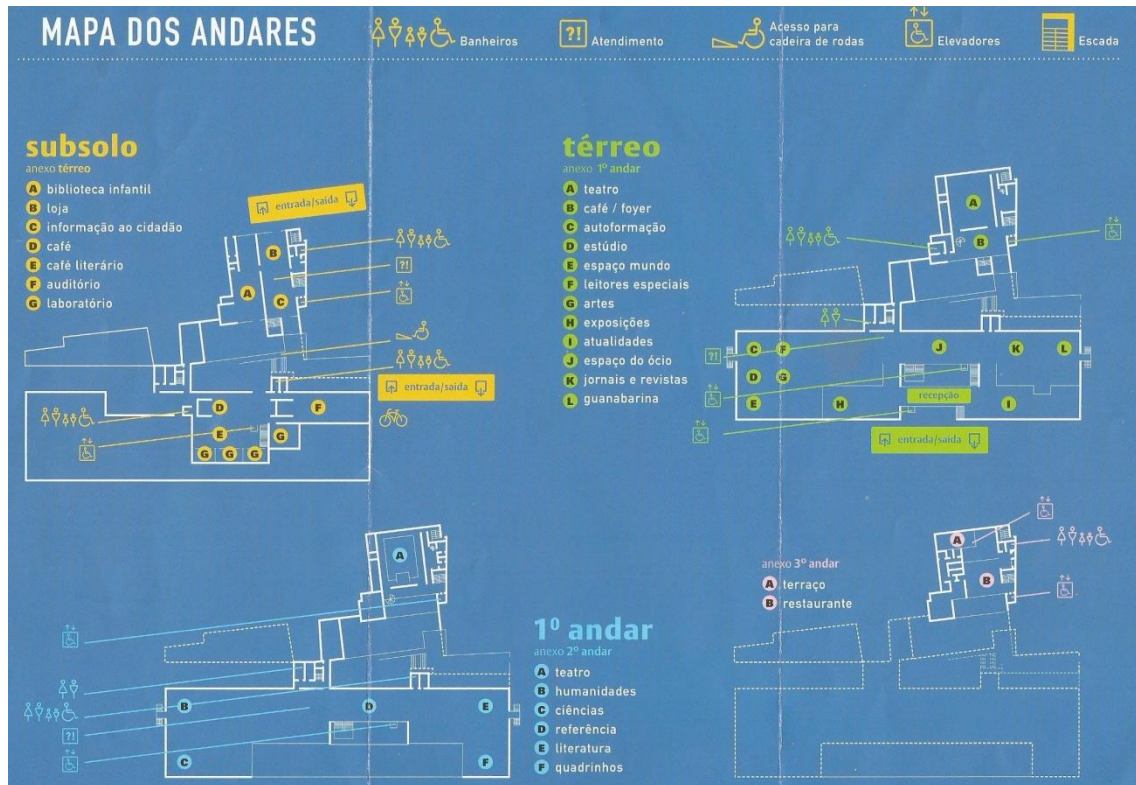 MAPA DOS ANDARES
Banheiros
?! Atendimento
Acesso para
cadeira de rodas
Elevadores
Escada
subsolo
anexo térreo
A biblioteca infantil
B loja
C informação ao cidadão
D café
E café literário
F auditório
G laboratório
entrada/saída
B
?!
A
C
entrada/saída
D
F
E
G
G G G
térreo
anexo 1º andar
A teatro
B café / foyer
C autoformação
D estúdio
E espaço mundo
F leitores especiais
G artes
H exposições
I atualidades
J espaço do ócio
K jornais e revistas
L guanabarina
A
B
?!
C F J K L
D G
recepção
E H I
entrada/saída
1º andar
anexo 2º andar
A teatro
B humanidades
C ciências
D referência
E literatura
F quadrinhos
A
B D E
?!
C F
anexo 3º andar
A terraço
B restaurante
A
B